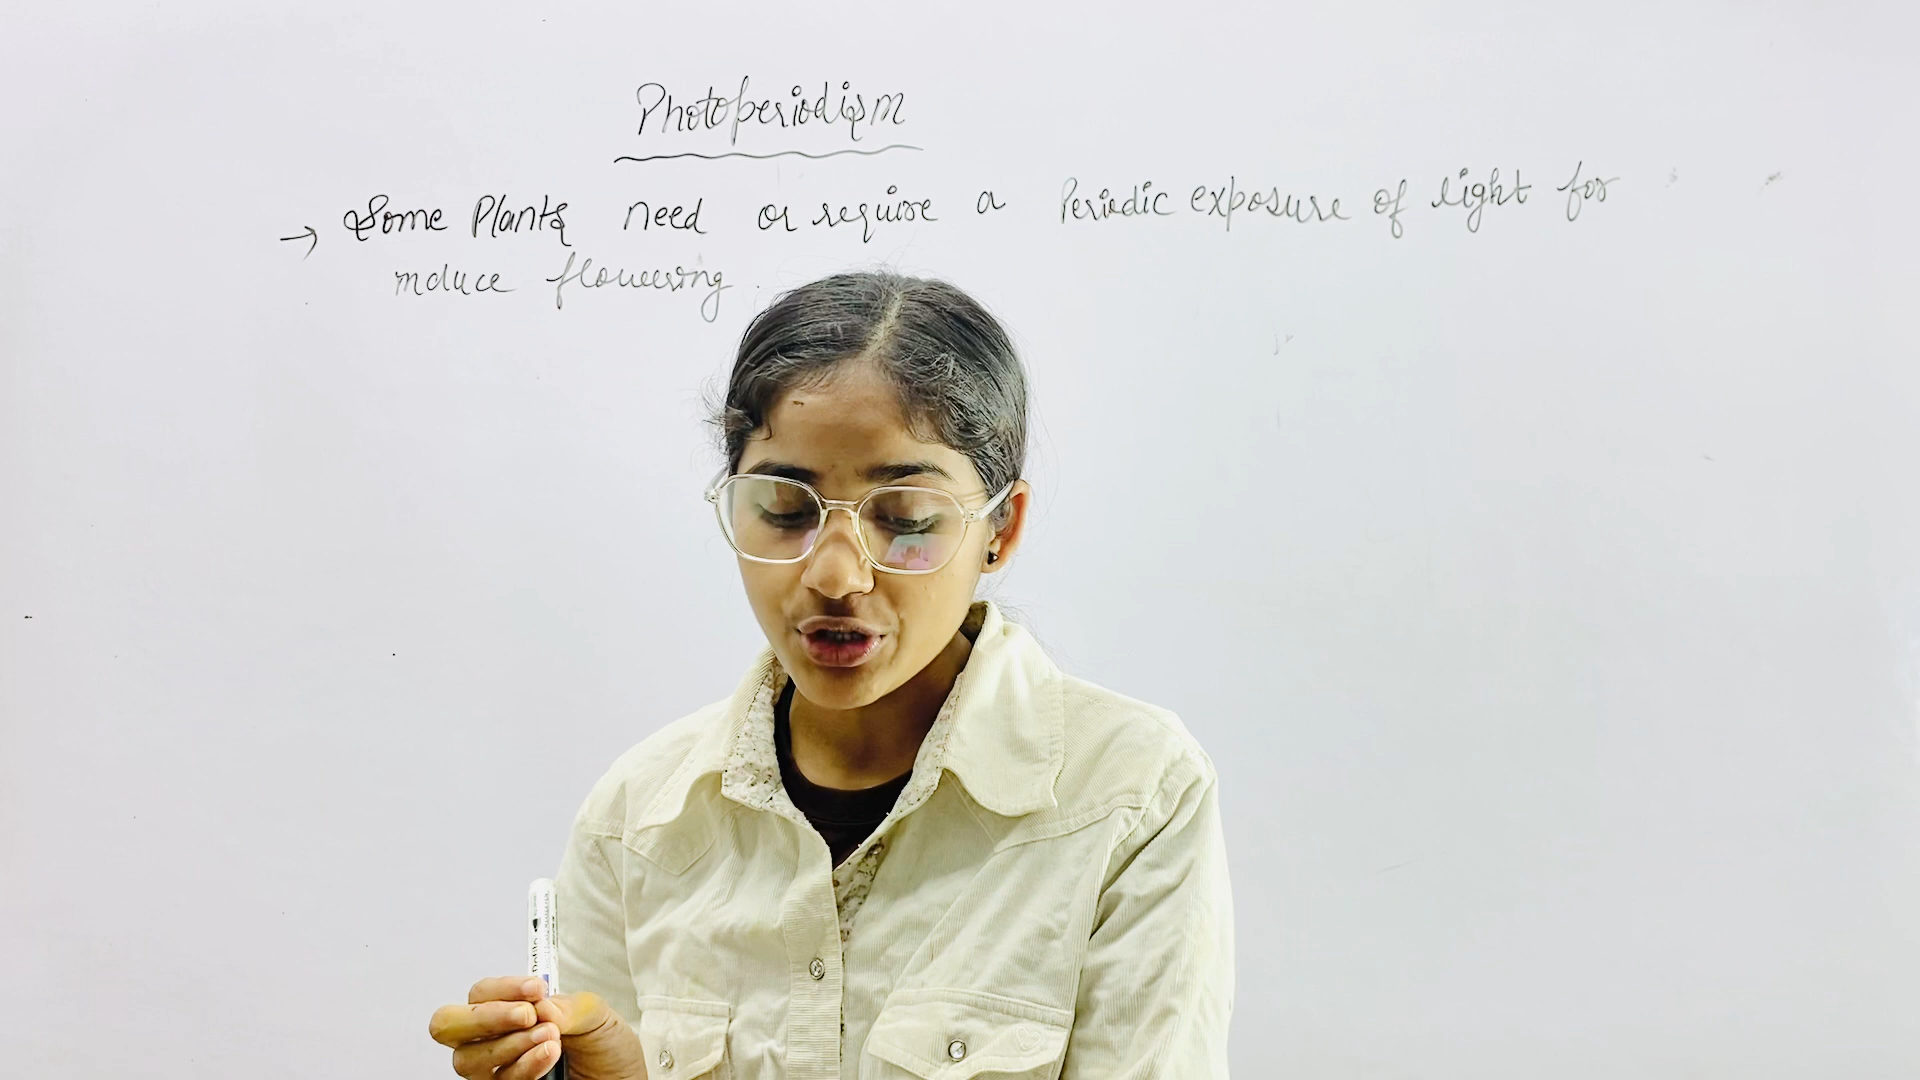 Photoperiodism
→ Some Plants need or require a Periodic exposure of light for
induce flowering.